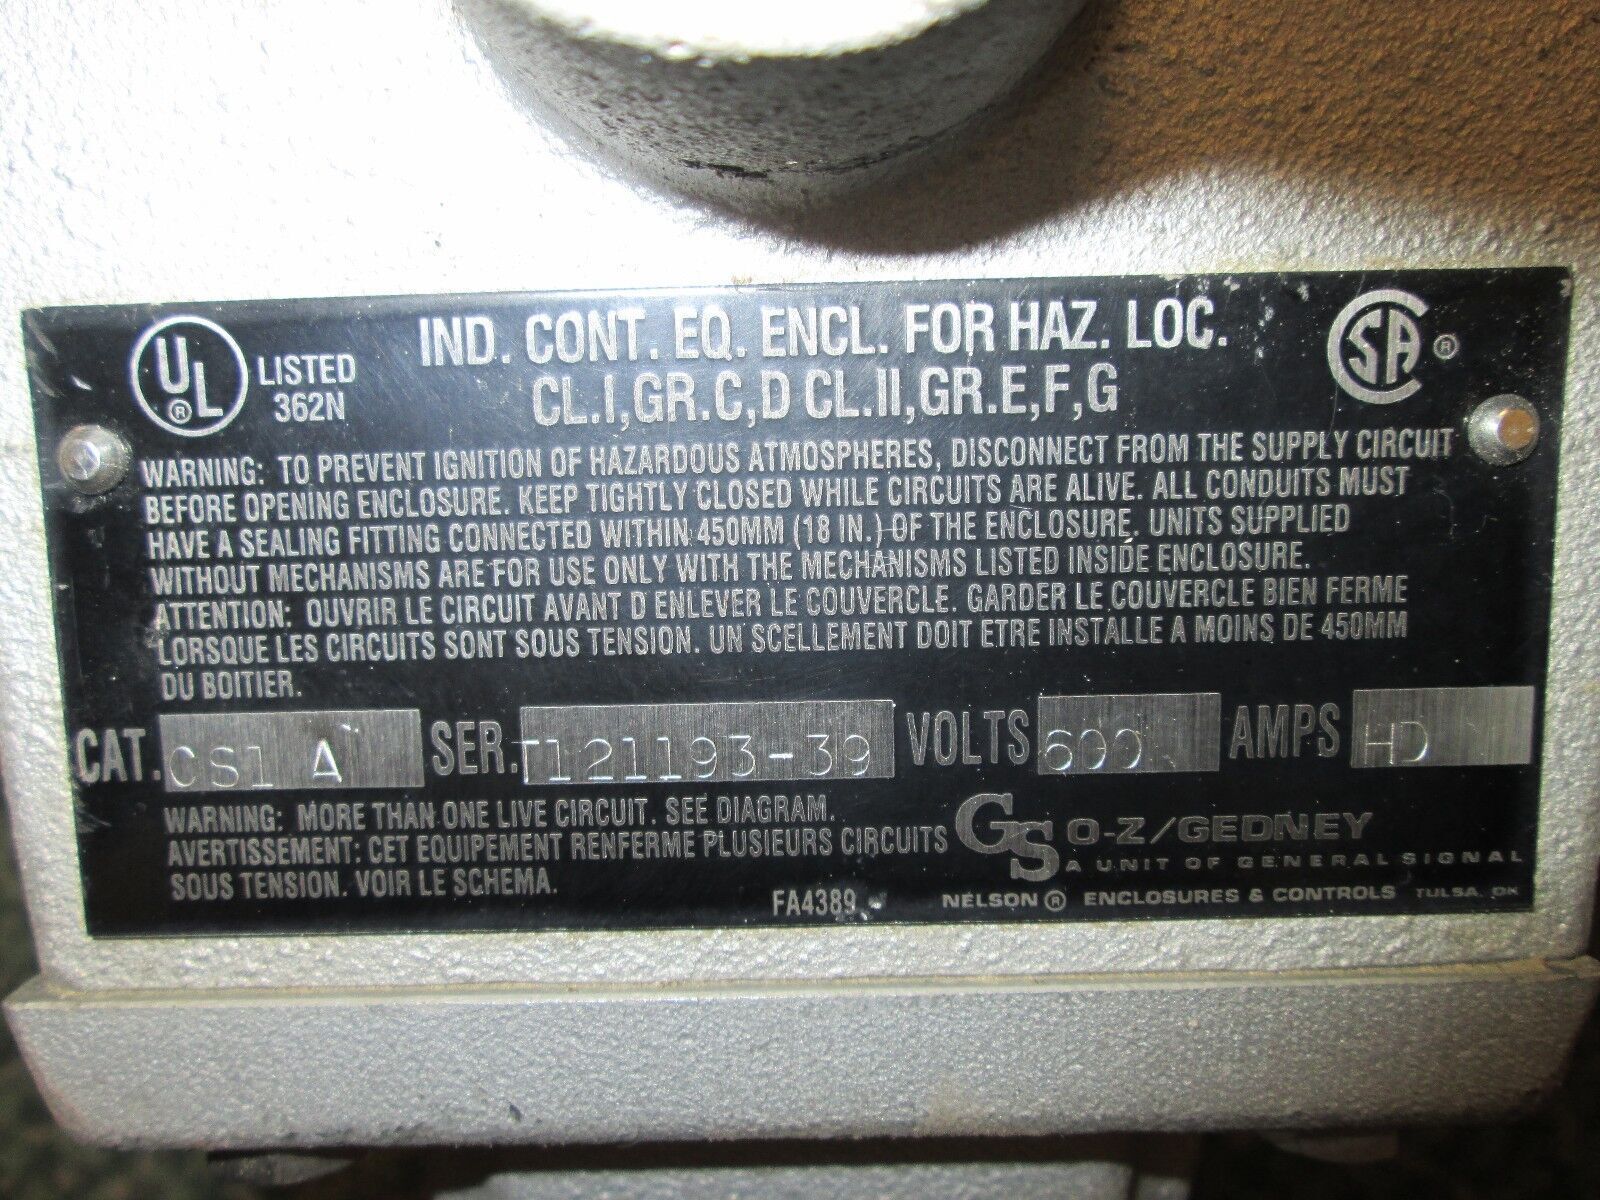 UL ® LISTED 362N
IND. CONT. EQ. ENCL. FOR HAZ. LOC.
CL.I,GR.C,D CL.II,GR.E,F,G
CSA ®
WARNING: TO PREVENT IGNITION OF HAZARDOUS ATMOSPHERES, DISCONNECT FROM THE SUPPLY CIRCUIT
BEFORE OPENING ENCLOSURE. KEEP TIGHTLY CLOSED WHILE CIRCUITS ARE ALIVE. ALL CONDUITS MUST
HAVE A SEALING FITTING CONNECTED WITHIN 450MM (18 IN.) OF THE ENCLOSURE. UNITS SUPPLIED
WITHOUT MECHANISMS ARE FOR USE ONLY WITH THE MECHANISMS LISTED INSIDE ENCLOSURE.
ATTENTION: OUVRIR LE CIRCUIT AVANT D ENLEVER LE COUVERCLE. GARDER LE COUVERCLE BIEN FERME
LORSQUE LES CIRCUITS SONT SOUS TENSION. UN SCELLEMENT DOIT ETRE INSTALLE A MOINS DE 450MM
DU BOITIER.
CAT. CS1 A SER. T121193-39 VOLTS 600 AMPS HD
WARNING: MORE THAN ONE LIVE CIRCUIT. SEE DIAGRAM.
AVERTISSEMENT: CET EQUIPEMENT RENFERME PLUSIEURS CIRCUITS
SOUS TENSION. VOIR LE SCHEMA.
FA4389
GS O-Z/GEDNEY
A UNIT OF GENERAL SIGNAL
NELSON ® ENCLOSURES & CONTROLS TULSA, OK